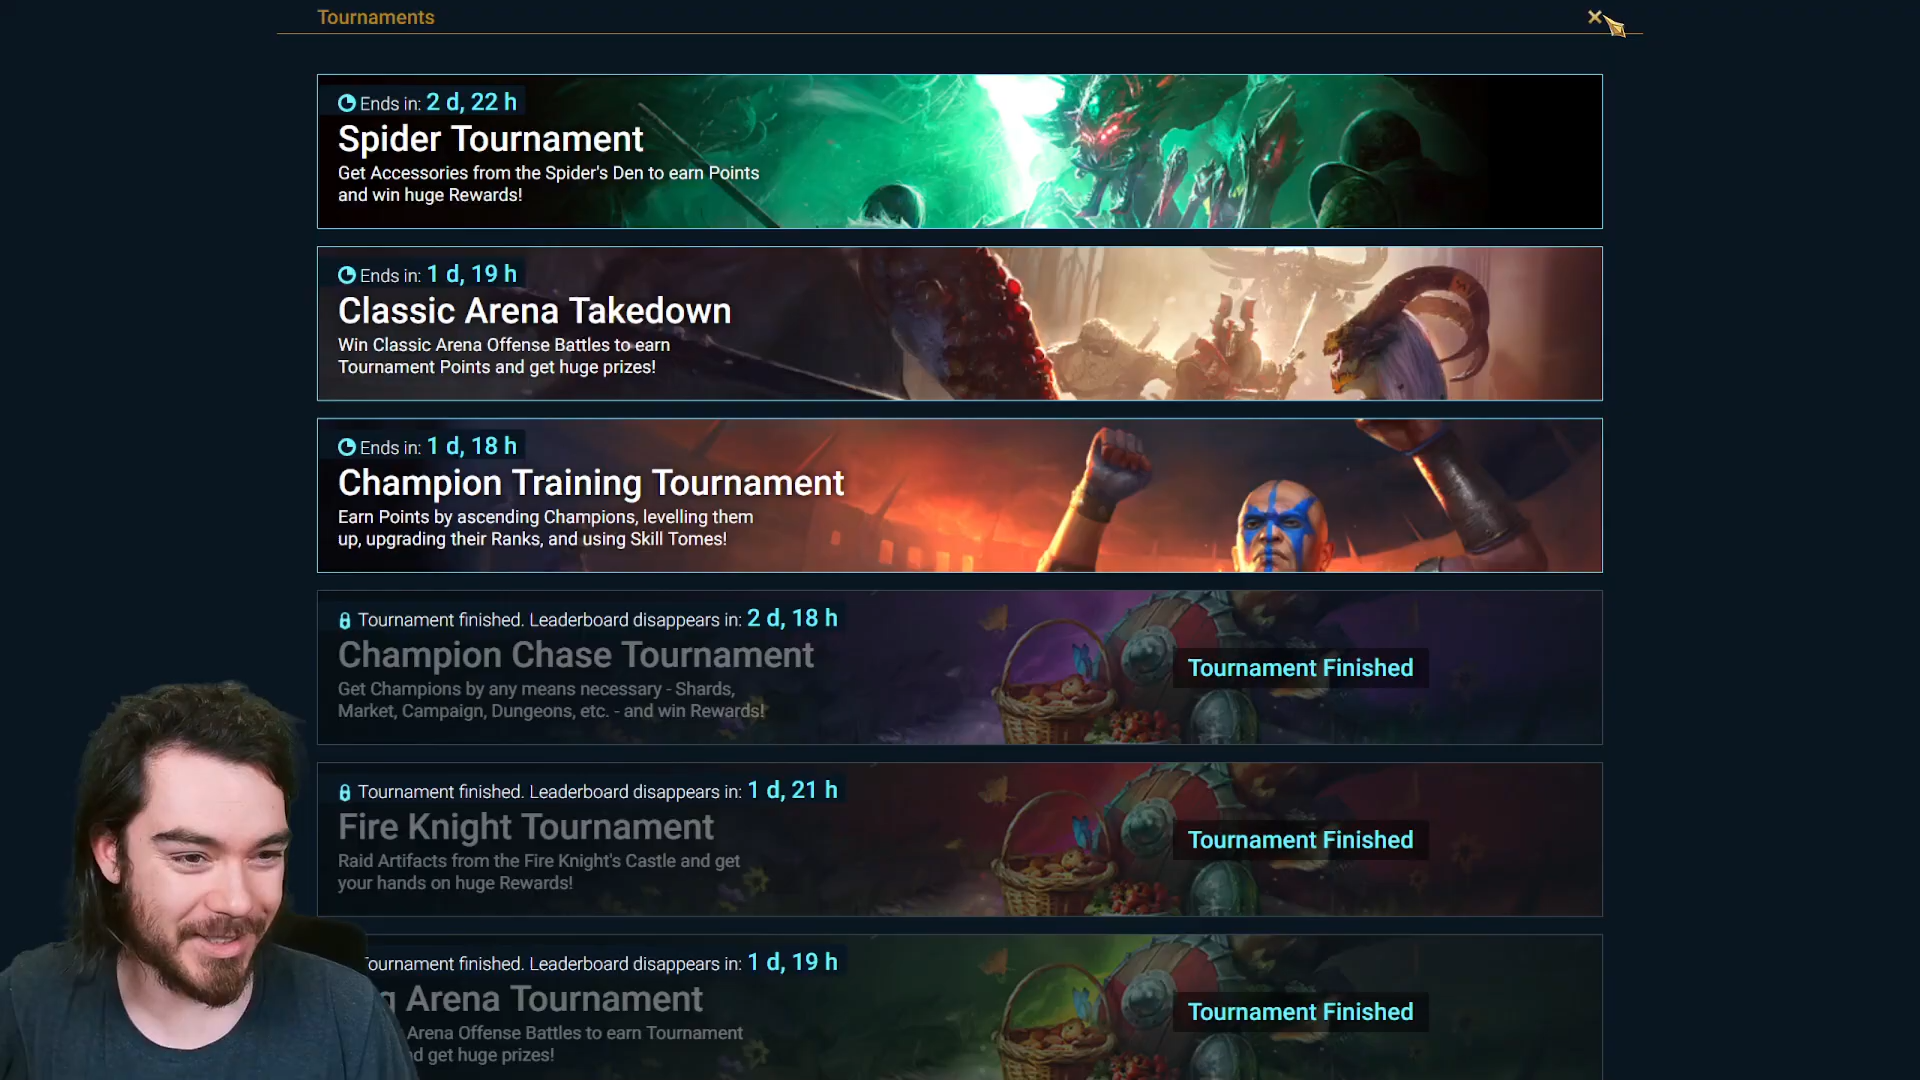 Tournaments
Ends in: 2 d, 22 h
Spider Tournament
Get Accessories from the Spider's Den to earn Points
and win huge Rewards!
Ends in: 1 d, 19 h
Classic Arena Takedown
Win Classic Arena Offense Battles to earn
Tournament Points and get huge prizes!
Ends in: 1 d, 18 h
Champion Training Tournament
Earn Points by ascending Champions, levelling them
up, upgrading their Ranks, and using Skill Tomes!
Tournament finished. Leaderboard disappears in: 2 d, 18 h
Champion Chase Tournament
Get Champions by any means necessary - Shards,
Market, Campaign, Dungeons, etc. - and win Rewards!
Tournament Finished
Tournament finished. Leaderboard disappears in: 1 d, 21 h
Fire Knight Tournament
Raid Artifacts from the Fire Knight's Castle and get
your hands on huge Rewards!
Tournament Finished
Tournament finished. Leaderboard disappears in: 1 d, 19 h
Arena Tournament
Arena Offense Battles to earn Tournament
get huge prizes!
Tournament Finished